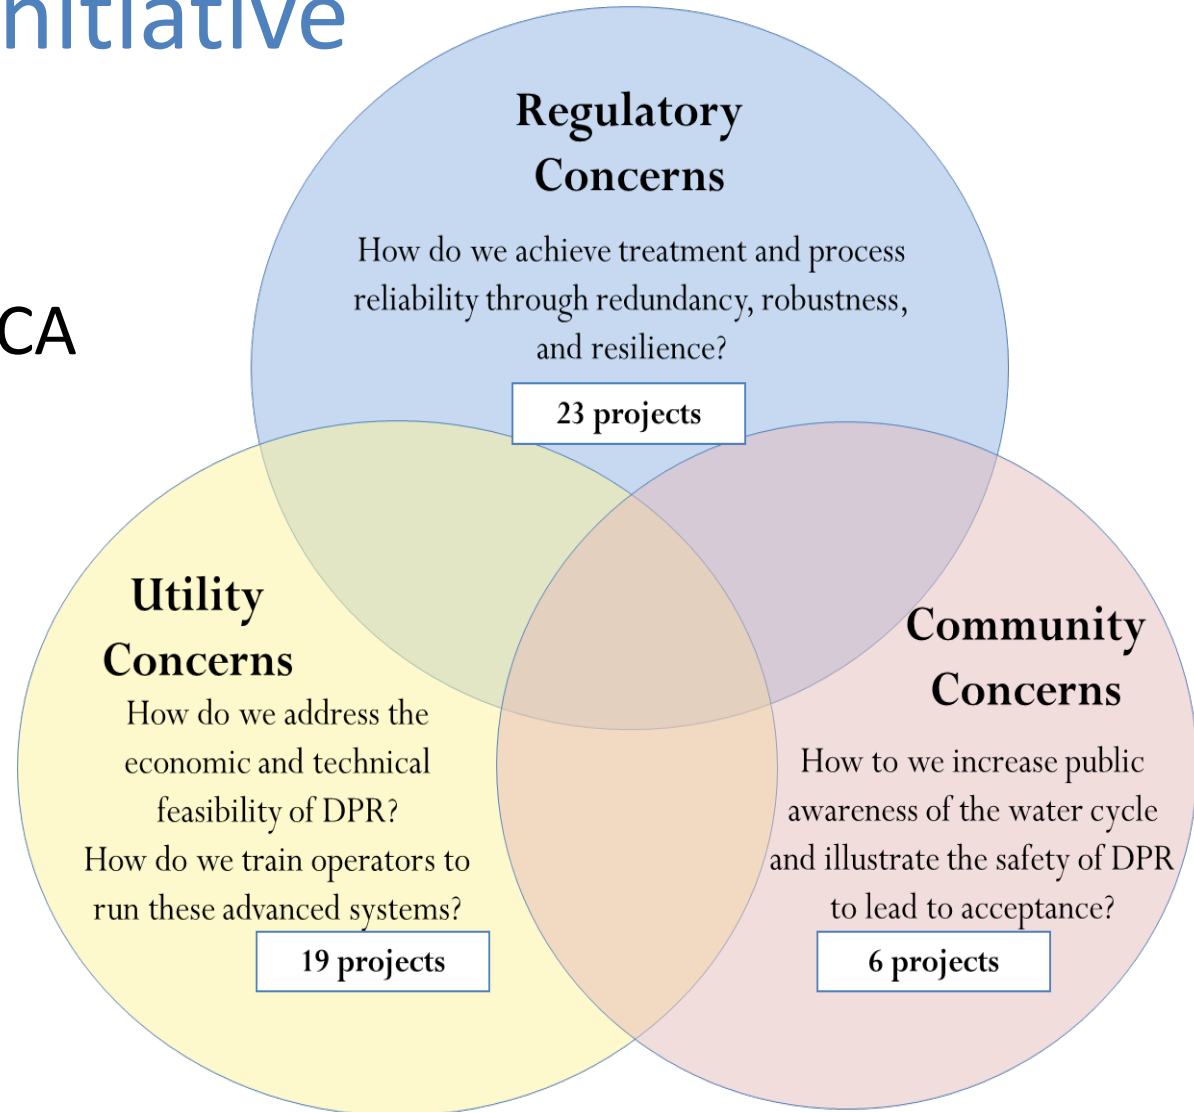 nitiative
CA
Regulatory
Concerns
How do we achieve treatment and process
reliability through redundancy, robustness,
and resilience?
23 projects
Utility
Concerns
How do we address the
economic and technical
feasibility of DPR?
How do we train operators to
run these advanced systems?
19 projects
Community
Concerns
How to we increase public
awareness of the water cycle
and illustrate the safety of DPR
to lead to acceptance?
6 projects